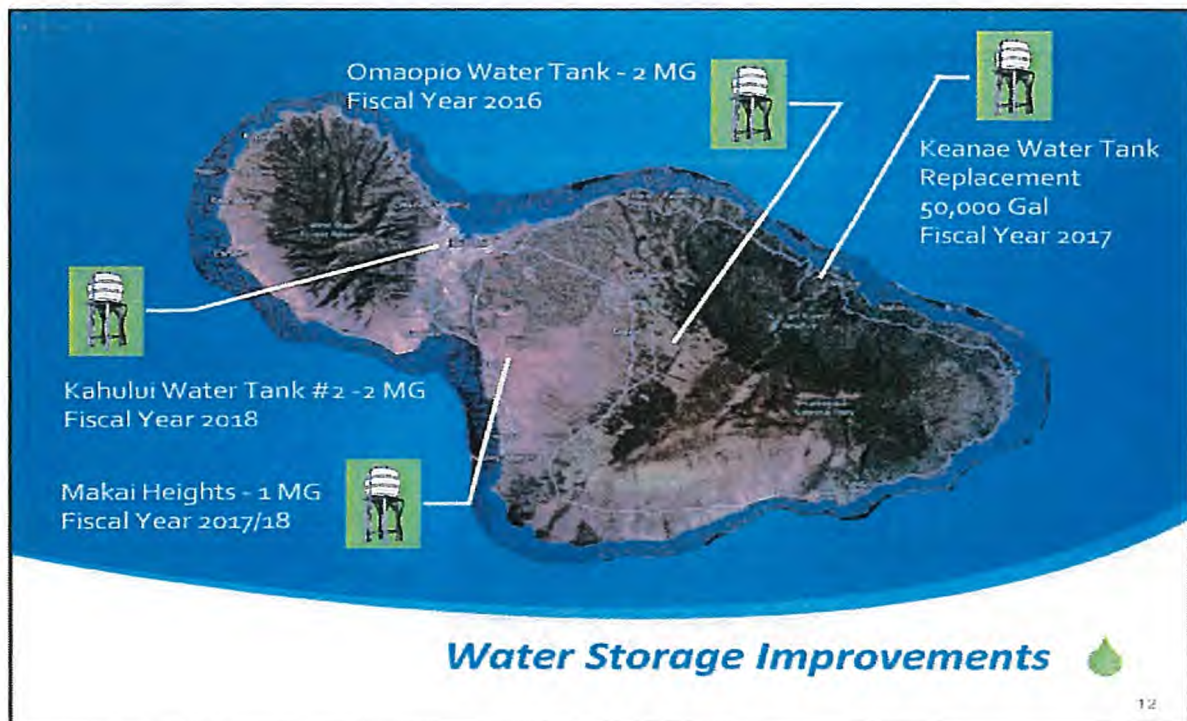 Omaopio Water Tank - 2 MG
Fiscal Year 2016
Keanae Water Tank
Replacement
50,000 Gal
Fiscal Year 2017
Kahului Water Tank #2 -2 MG
Fiscal Year 2018
Makai Heights - 1 MG
Fiscal Year 2017/18
Water Storage Improvements
12